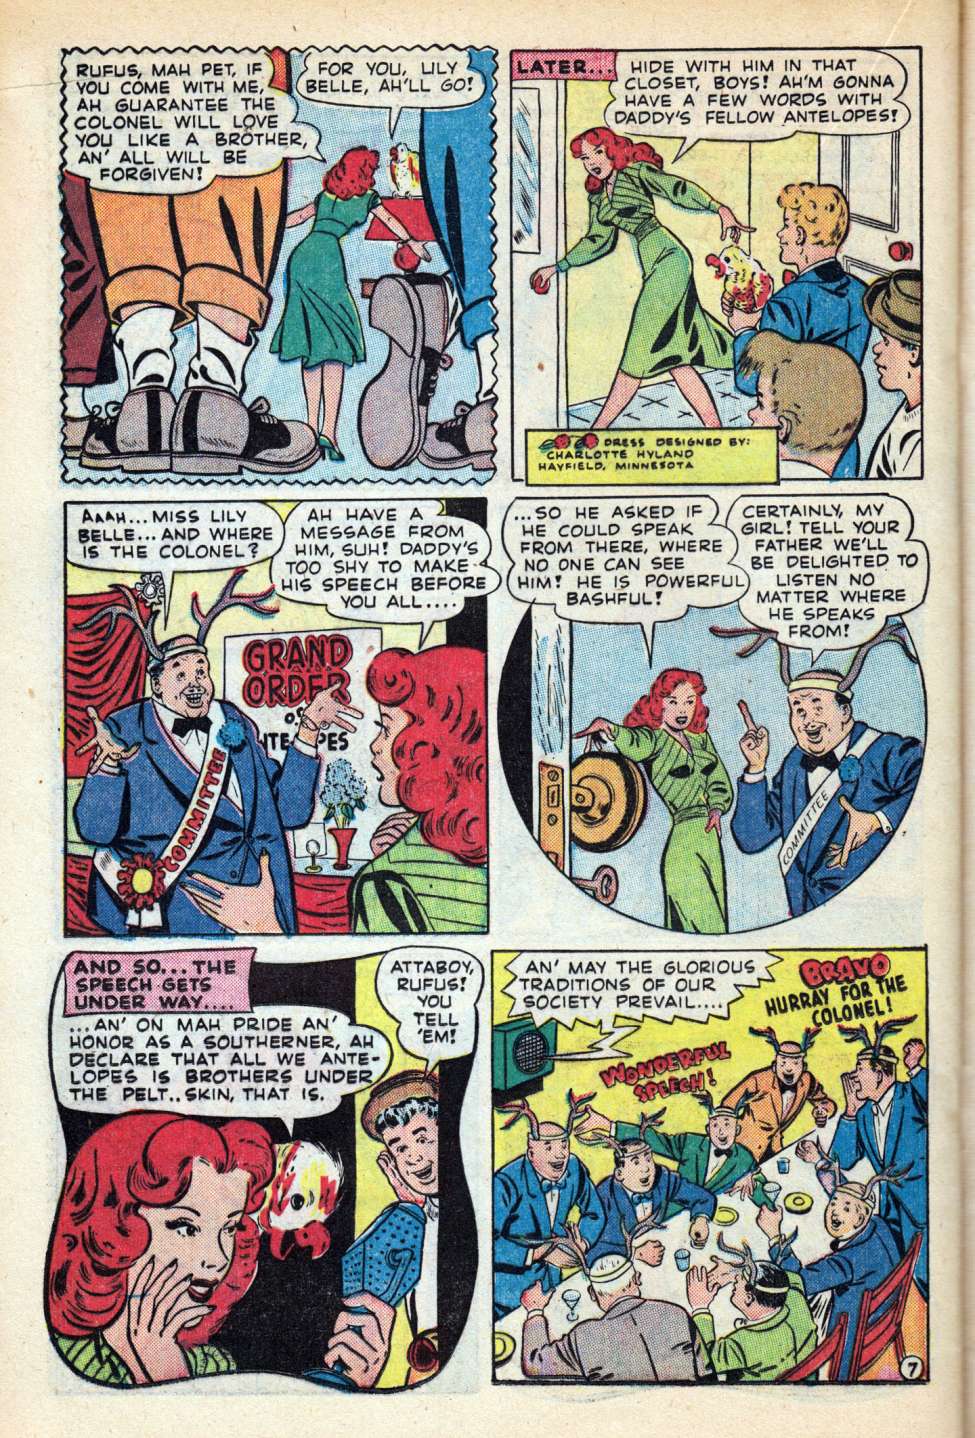 RUFUS, MAH PET, IF
YOU COME WITH ME,
AH GUARANTEE THE
COLONEL WILL LOVE
YOU LIKE A BROTHER,
AN' ALL WILL BE
FORGIVEN!
FOR YOU, LILY
BELLE, AH'LL GO!
LATER...
HIDE WITH HIM IN THAT
CLOSET, BOYS! AH'M GONNA
HAVE A FEW WORDS WITH
DADDY'S FELLOW ANTELOPES!
DRESS DESIGNED BY:
CHARLOTTE HYLAND
HAYFIELD, MINNESOTA
AAAH...MISS LILY
BELLE...AND WHERE
IS THE COLONEL?
AH HAVE A
MESSAGE FROM
HIM, SUH! DADDY'S
TOO SHY TO MAKE
HIS SPEECH BEFORE
YOU ALL....
GRAND
ORDER
OF
ITE-OPES
COMMITTEE
...SO HE ASKED IF
HE COULD SPEAK
FROM THERE, WHERE
NO ONE CAN SEE
HIM! HE IS POWERFUL
BASHFUL!
CERTAINLY, MY
GIRL! TELL YOUR
FATHER WE'LL
BE DELIGHTED TO
LISTEN NO
MATTER WHERE
HE SPEAKS
FROM!
COMMITTEE
AND SO...THE
SPEECH GETS
UNDER WAY....
...AN' ON MAH PRIDE AN'
HONOR AS A SOUTHERNER, AH
DECLARE THAT ALL WE ANTE-
LOPES IS BROTHERS UNDER
THE PELT..SKIN, THAT IS.
ATTABOY,
RUFUS!
YOU
TELL
'EM!
AN' MAY THE GLORIOUS
TRADITIONS OF OUR
SOCIETY PREVAIL....
BRAVO
HURRAY FOR THE
COLONEL!
WONDERFUL
SPEECH!
7